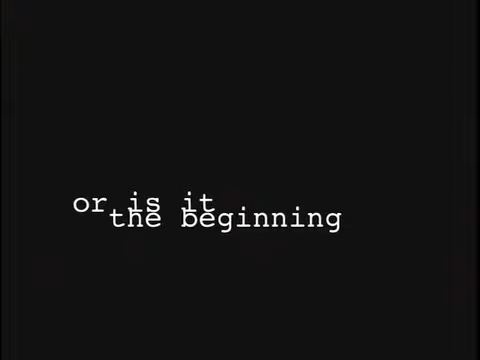 or is it
the beginning